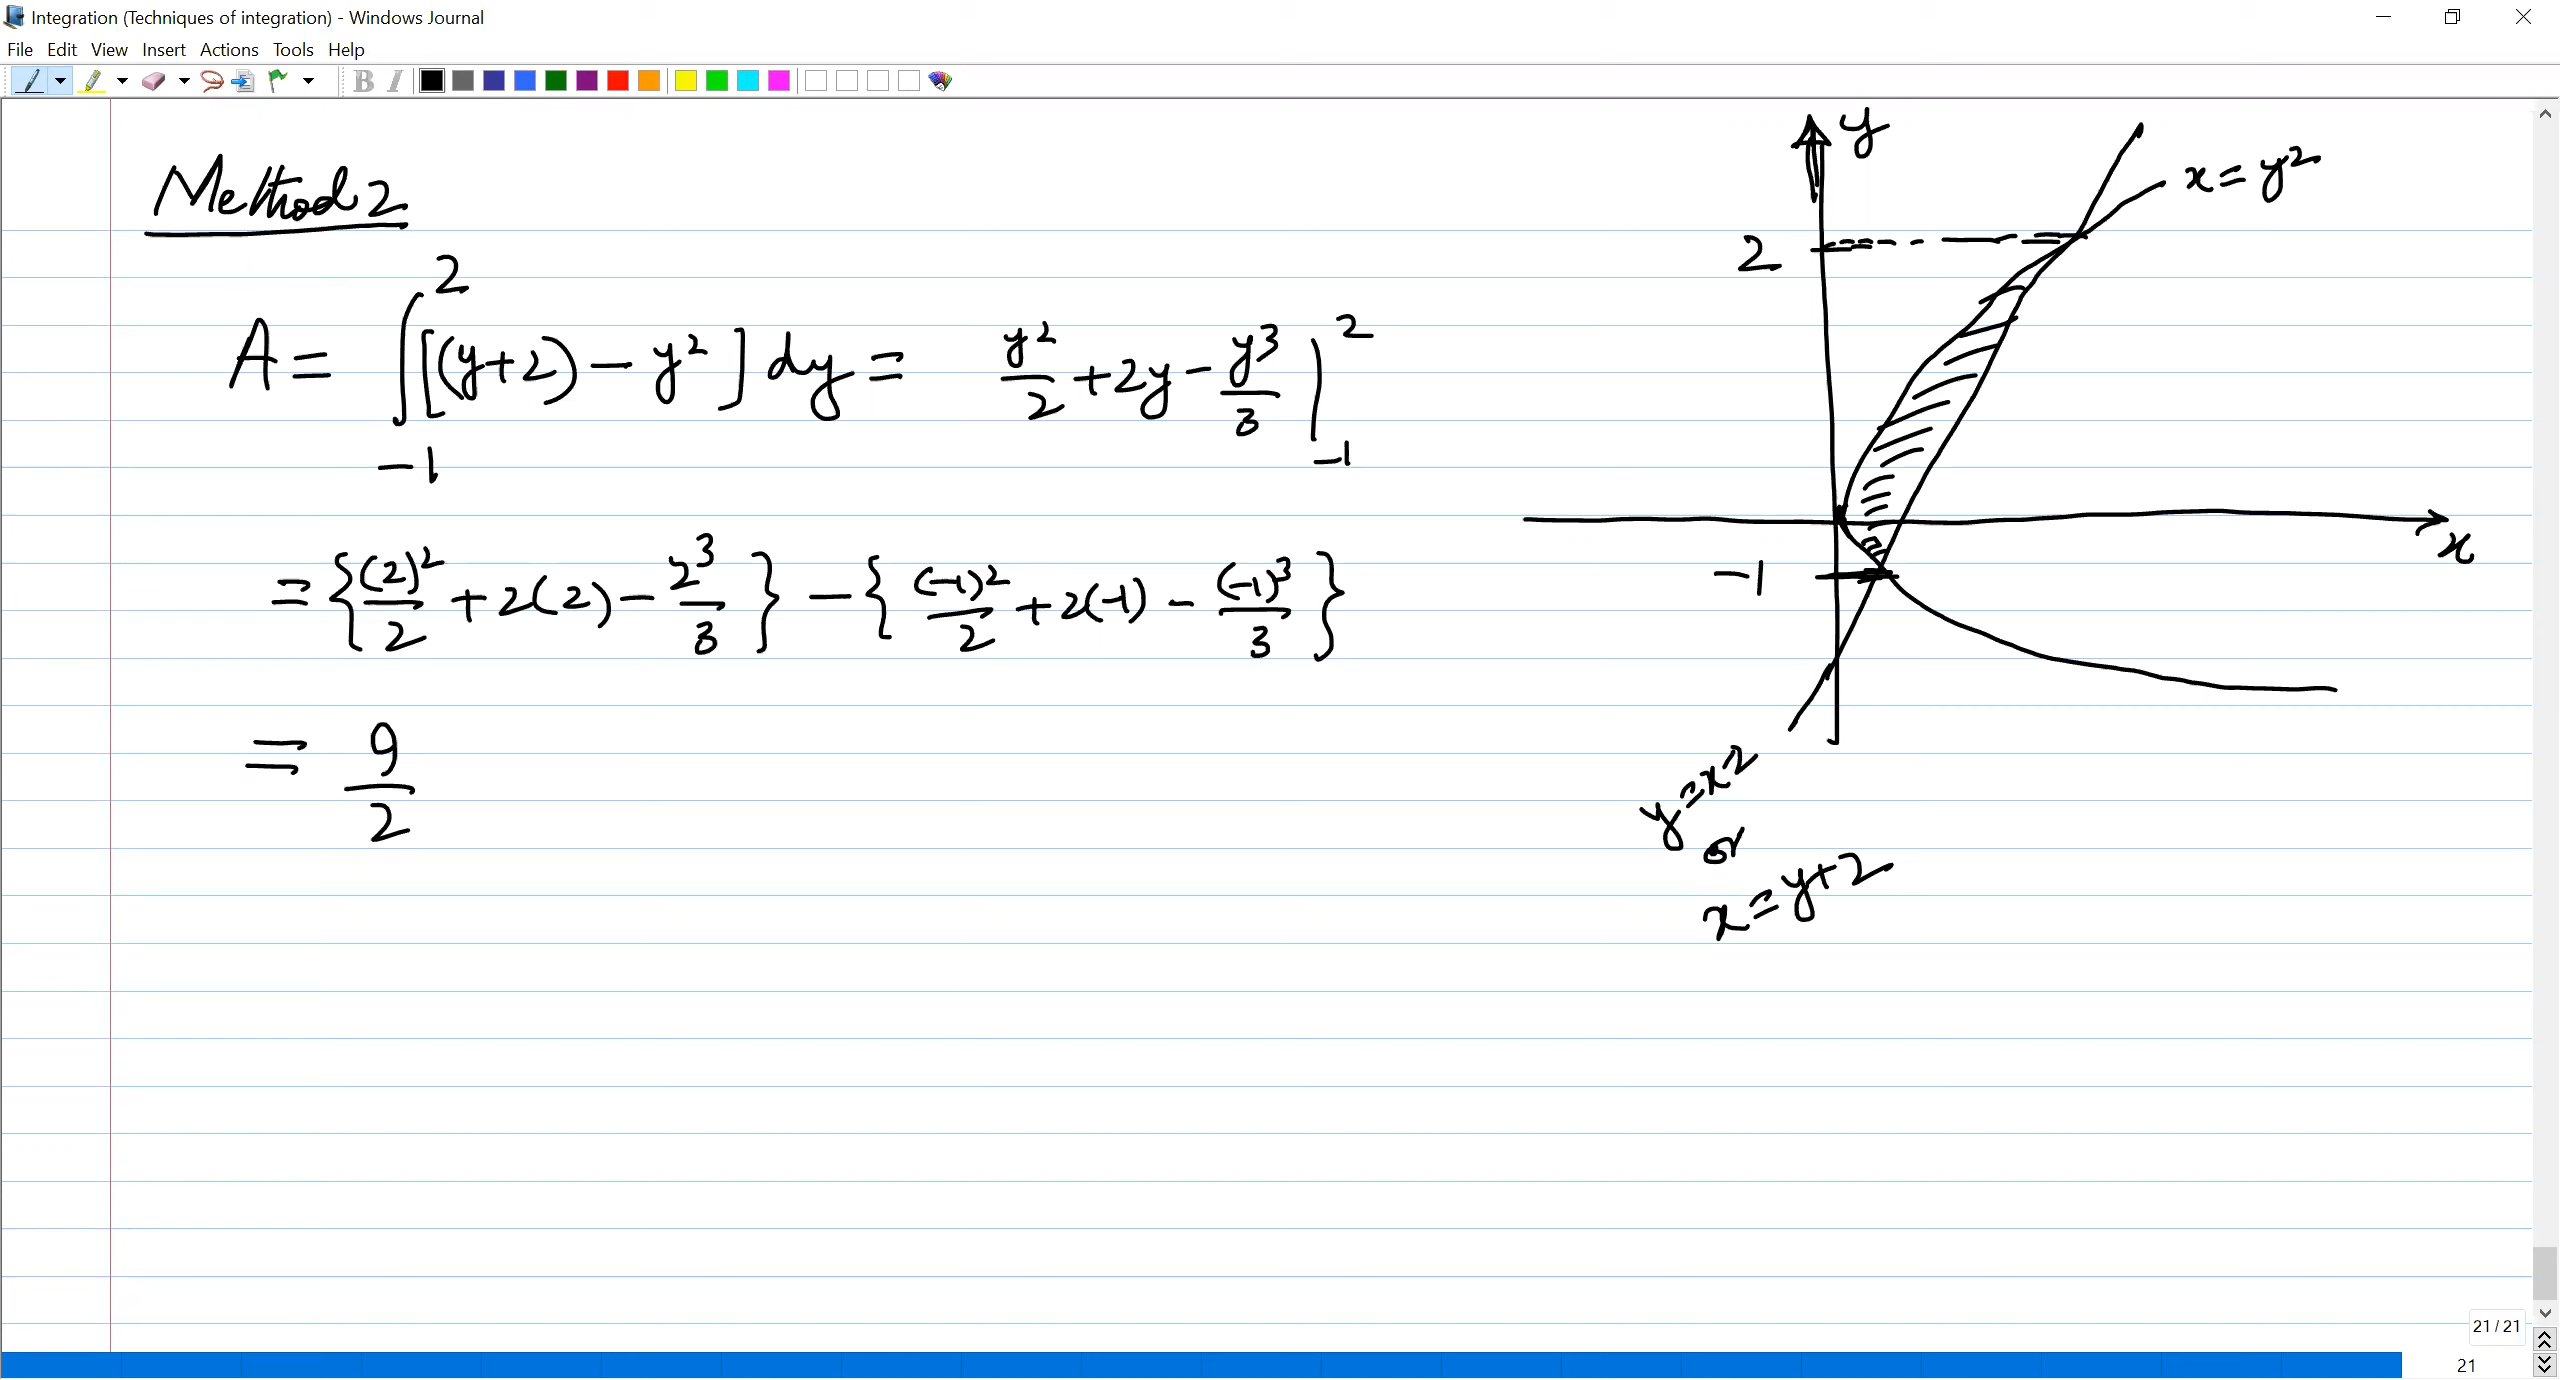 Integration (Techniques of integration) - Windows Journal
File Edit View Insert Actions Tools Help
B I
Method 2
A = ∫_{-1}^{2} [(y+2) - y²] dy = y²/2 + 2y - y³/3 |_{-1}^{2}
= {(2)²/2 + 2(2) - 2³/3} - {(-1)²/2 + 2(-1) - (-1)³/3}
= 9/2
y
x = y²
2
x
-1
y = x 2
or
x = y+2
21 / 21
21